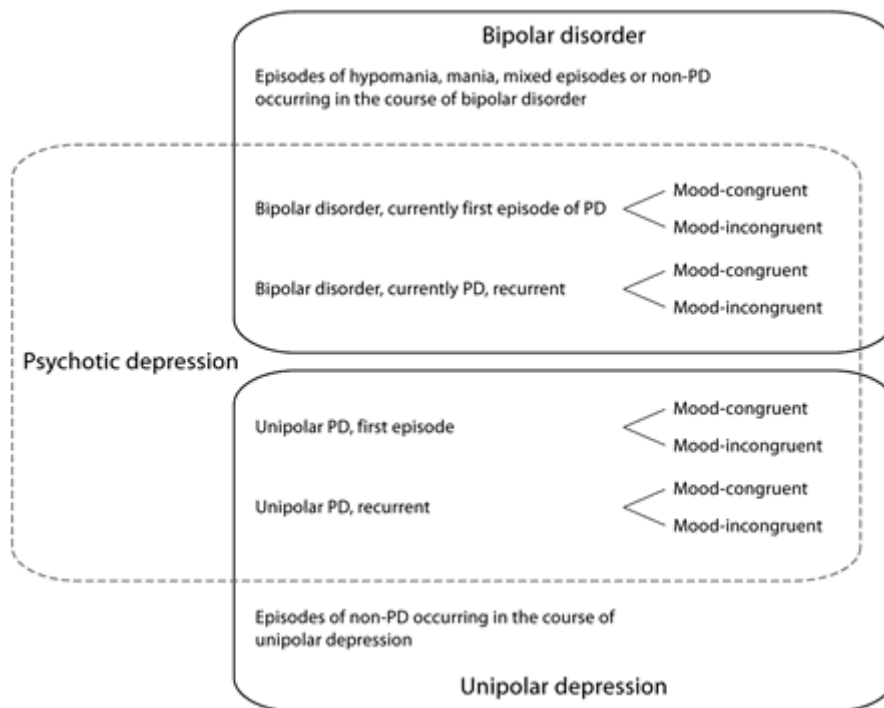 Bipolar disorder
Episodes of hypomania, mania, mixed episodes or non-PD
occurring in the course of bipolar disorder
Bipolar disorder, currently first episode of PD
Mood-congruent
Mood-incongruent
Bipolar disorder, currently PD, recurrent
Mood-congruent
Mood-incongruent
Psychotic depression
Unipolar PD, first episode
Mood-congruent
Mood-incongruent
Unipolar PD, recurrent
Mood-congruent
Mood-incongruent
Episodes of non-PD occurring in the course of
unipolar depression
Unipolar depression